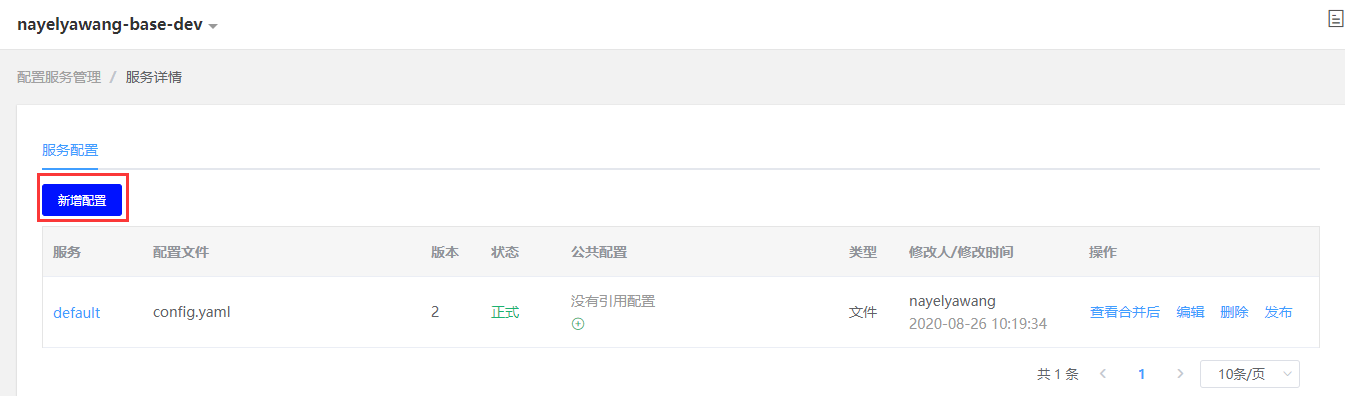 nayelyawang-base-dev
配置服务管理 / 服务详情
服务配置
新增配置
服务 配置文件 版本 状态 公共配置 类型 修改人/修改时间 操作
default config.yaml 2 正式 没有引用配置 文件 nayelyawang 查看合并后 编辑 删除 发布
2020-08-26 10:19:34
共 1 条 1 10条/页